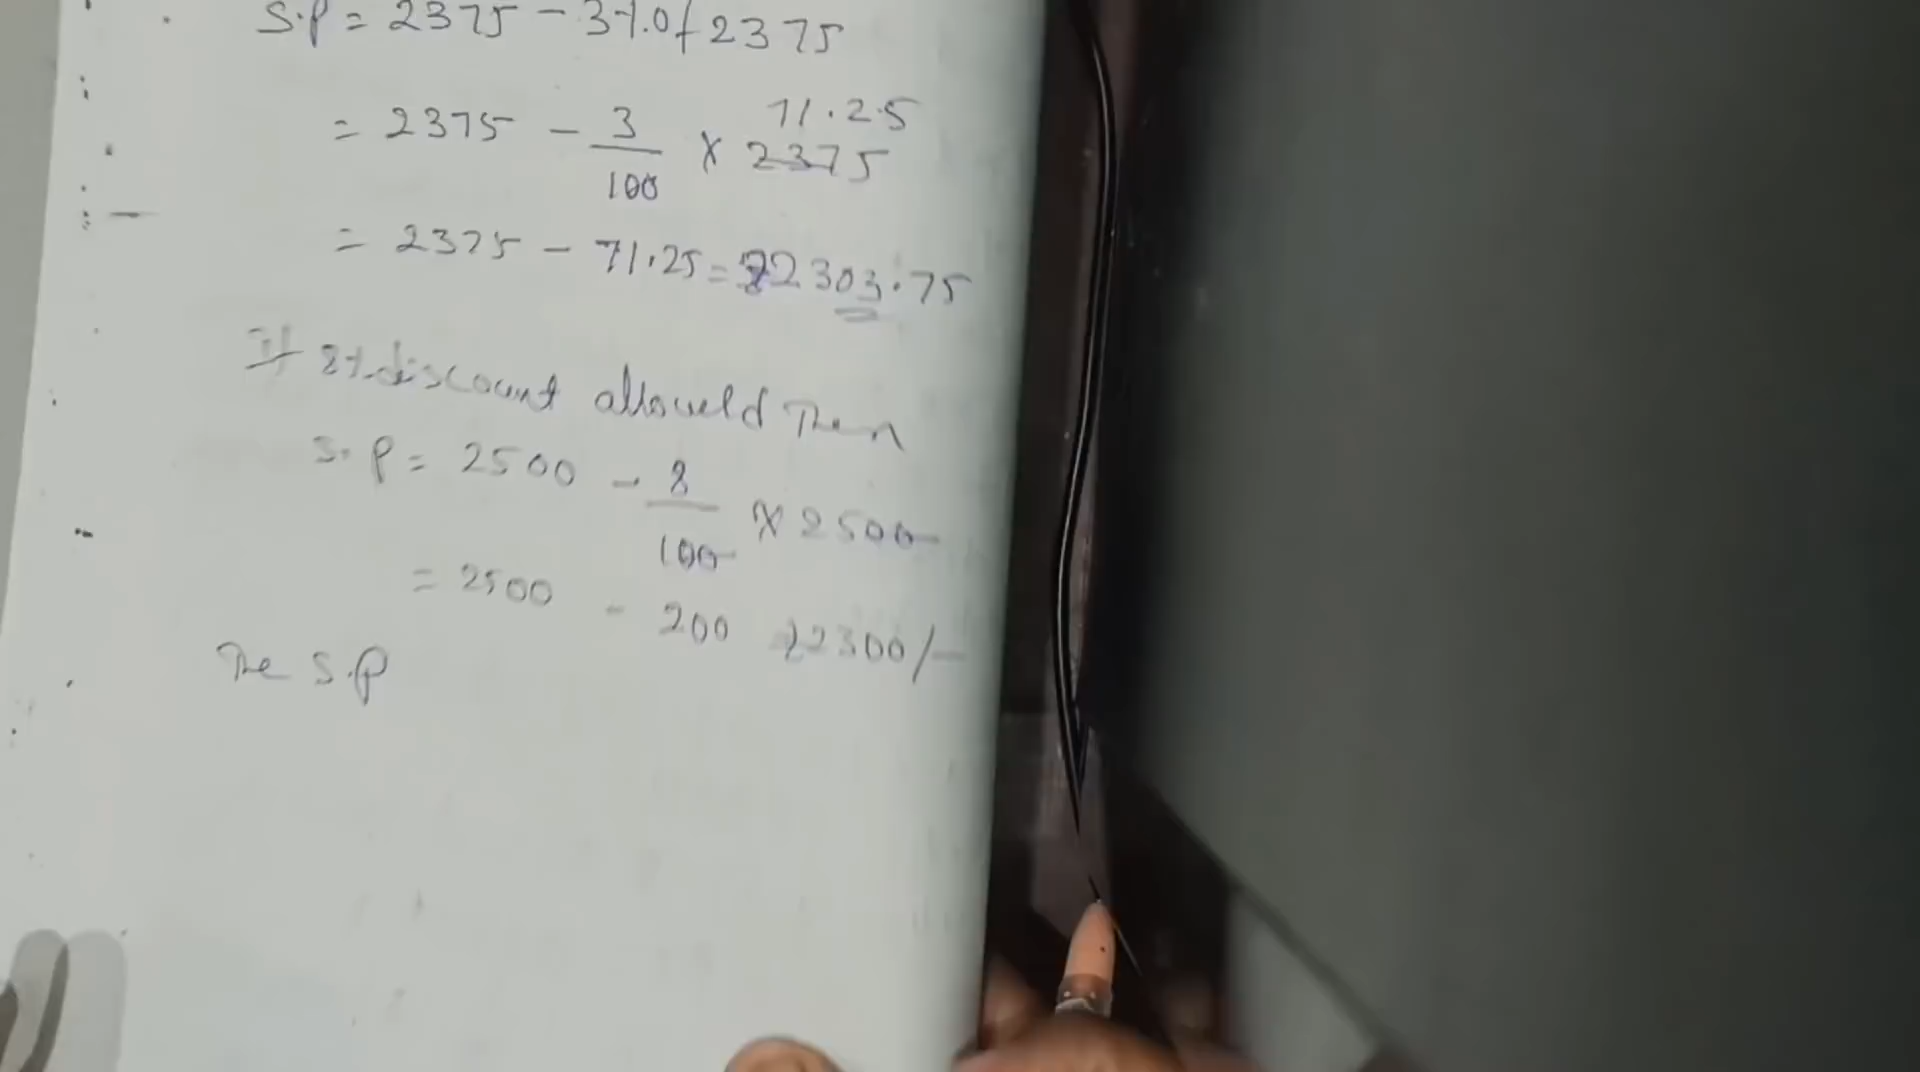 S.P = 2375 - 3% of 2375
71.25
= 2375 - 3/100 × 2375
= 2375 - 71.25 = ₹2303.75
If 8% discount allowed Then
S.P = 2500 - 8/100 × 2500
= 2500 - 200 ₹2300/-
The S.P